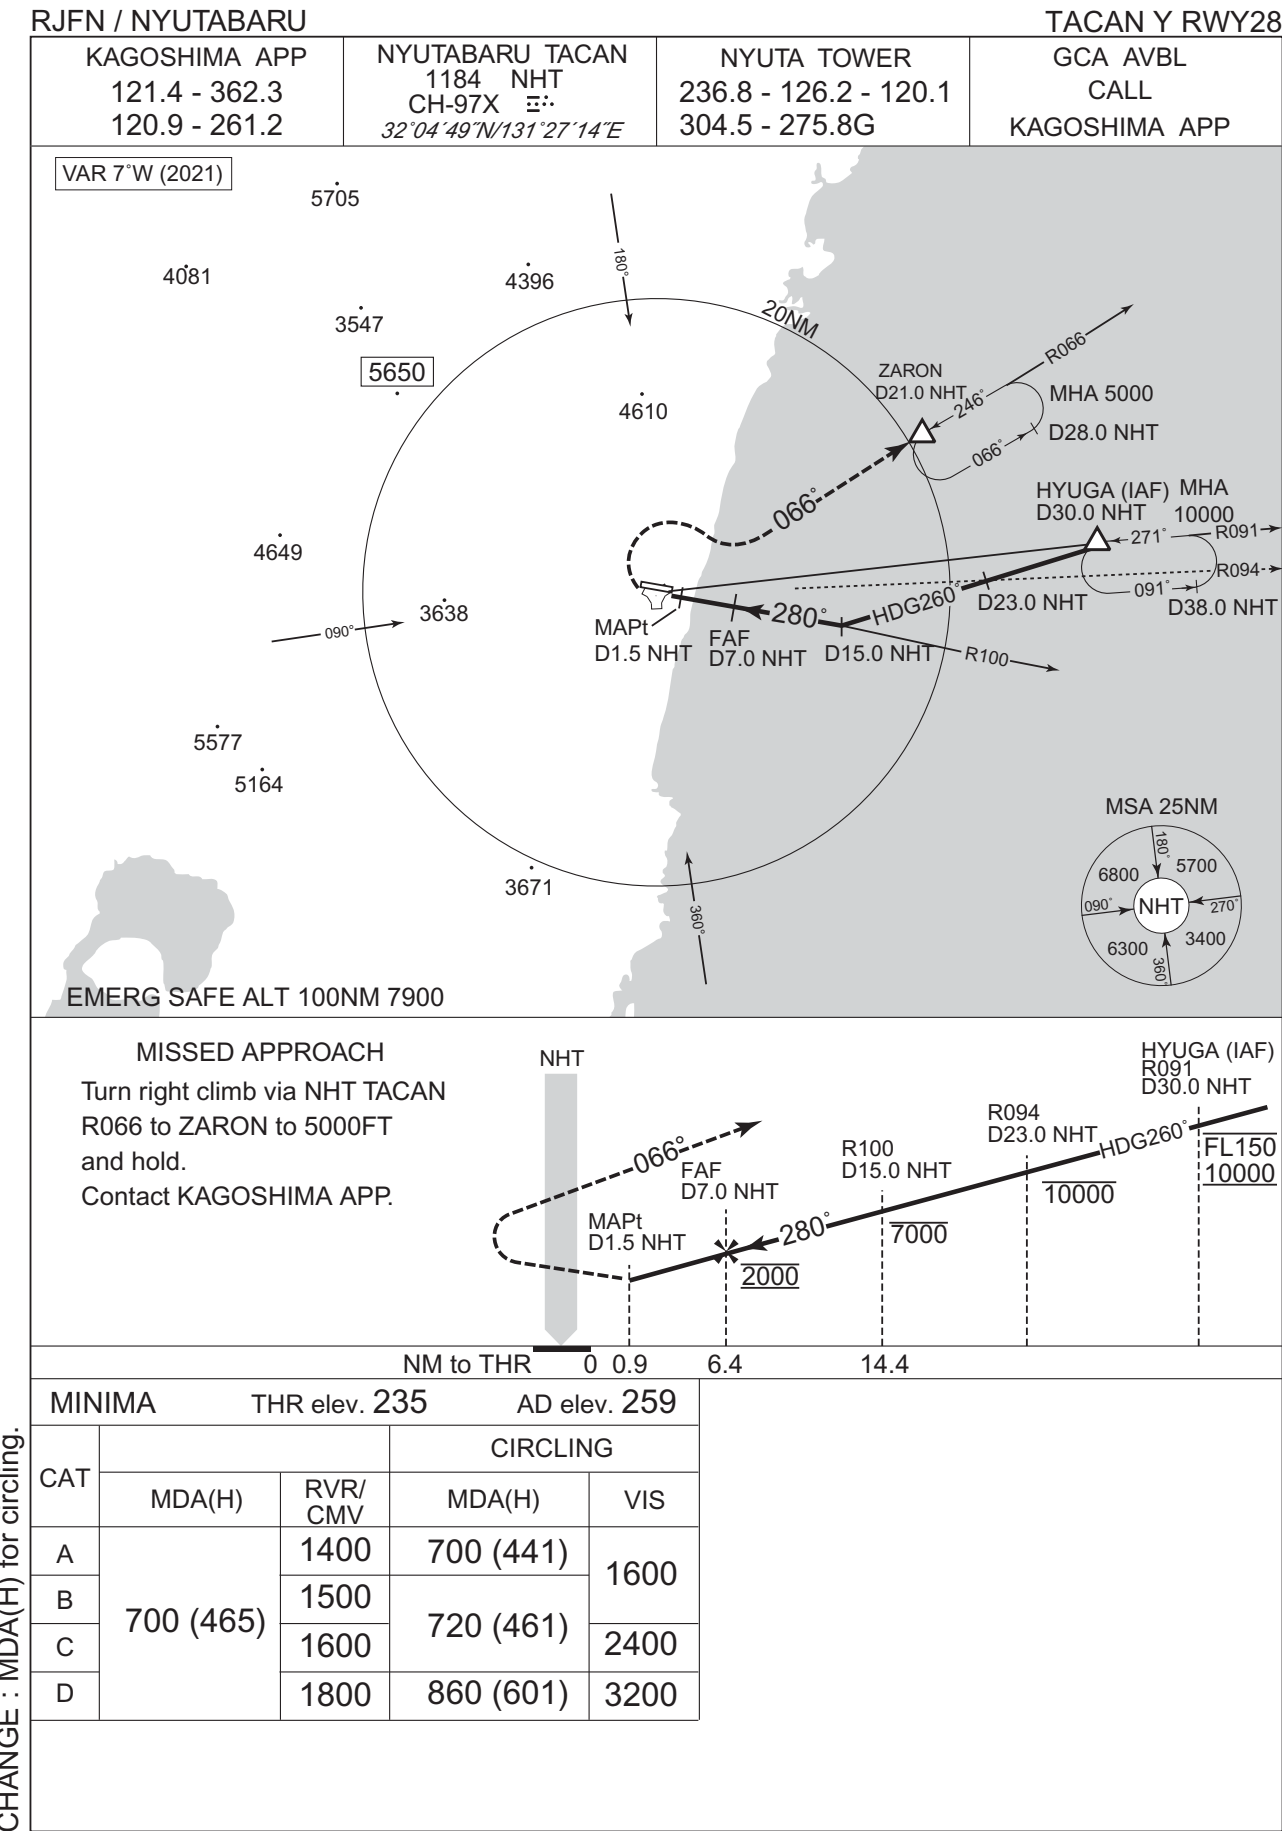 RJFN / NYUTABARU
TACAN Y RWY28
KAGOSHIMA APP
121.4 - 362.3
120.9 - 261.2
NYUTABARU TACAN
1184 NHT
CH-97X
32°04´49˝N/131°27´14˝E
NYUTA TOWER
236.8 - 126.2 - 120.1
304.5 - 275.8G
GCA AVBL
CALL
KAGOSHIMA APP
VAR 7°W (2021)
5705
4081
4396
180°
3547
20NM
5650
4610
ZARON
D21.0 NHT
R066
246°
MHA 5000
066°
D28.0 NHT
066°
HYUGA (IAF)
D30.0 NHT
MHA
10000
271°
R091
R094
091°
D38.0 NHT
4649
3638
090°
D23.0 NHT
HDG260°
280°
MAPt
D1.5 NHT
FAF
D7.0 NHT
D15.0 NHT
R100
5577
5164
3671
360°
MSA 25NM
180°
6800
5700
090°
NHT
270°
6300
3400
360°
EMERG SAFE ALT 100NM 7900
MISSED APPROACH
Turn right climb via NHT TACAN
R066 to ZARON to 5000FT
and hold.
Contact KAGOSHIMA APP.
NHT
HYUGA (IAF)
R091
D30.0 NHT
R094
D23.0 NHT
HDG260°
FL150
10000
066°
R100
D15.0 NHT
10000
FAF
D7.0 NHT
7000
MAPt
D1.5 NHT
280°
2000
NM to THR 0 0.9 6.4 14.4
MINIMA THR elev. 235 AD elev. 259
CAT
CIRCLING
MDA(H)
RVR/
CMV
MDA(H)
VIS
A 1400 700 (441)
1600
B 1500
700 (465)
720 (461)
C 1600 2400
D 1800 860 (601) 3200
CHANGE : MDA(H) for circling.